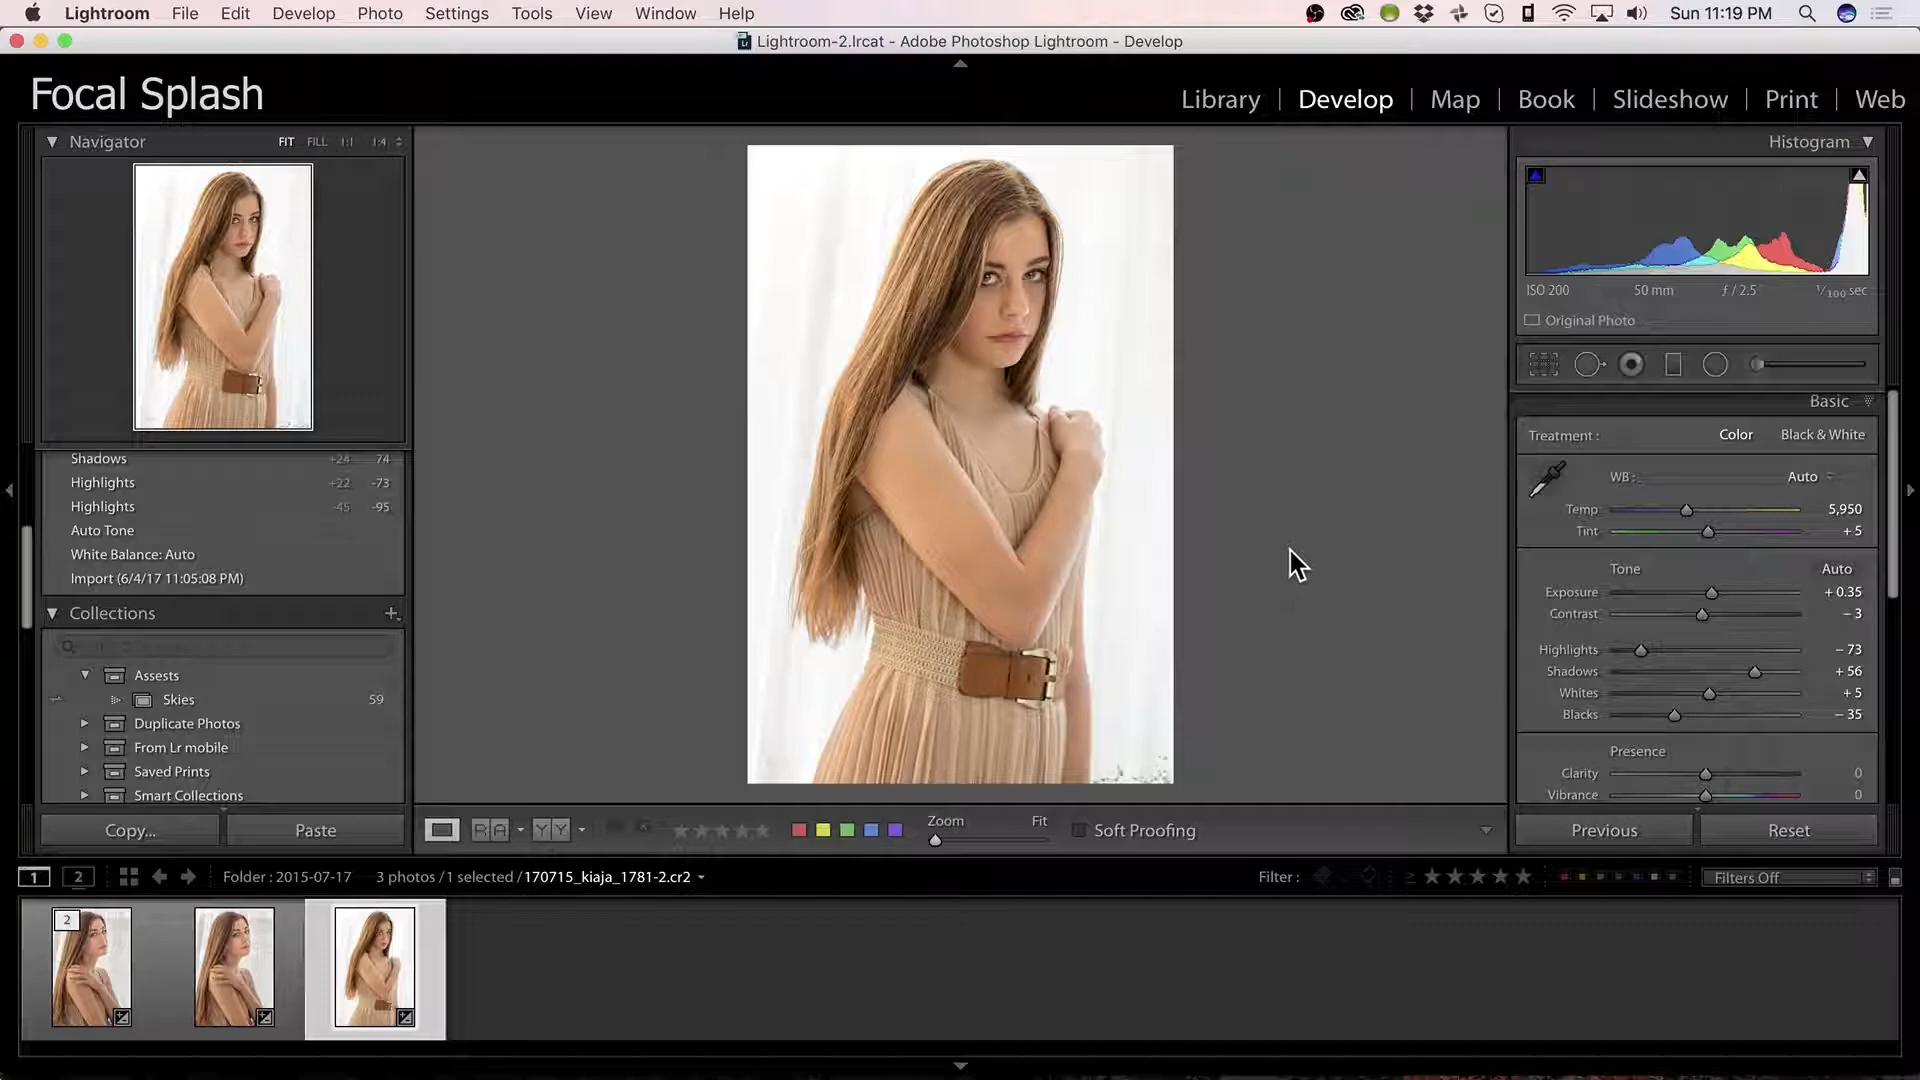 Lightroom File Edit Develop Photo Settings Tools View Window Help Sun 11:19 PM
Lightroom-2.lrcat - Adobe Photoshop Lightroom - Develop
Focal Splash
Library | Develop | Map | Book | Slideshow | Print | Web
Navigator FIT FILL 1:1 1:4
Histogram
ISO 200 50 mm ƒ / 2.5 1/100 sec
Original Photo
Basic
Treatment : Color Black & White
WB : Auto
Temp 5,950
Tint + 5
Tone Auto
Exposure + 0.35
Contrast – 3
Highlights – 73
Shadows + 56
Whites + 5
Blacks – 35
Presence
Clarity 0
Vibrance 0
Previous Reset
Shadows +24 74
Highlights +22 -73
Highlights -45 -95
Auto Tone
White Balance: Auto
Import (6/4/17 11:05:08 PM)
Collections
Assests
Skies 59
Duplicate Photos
From Lr mobile
Saved Prints
Smart Collections
Copy... Paste
R A Y Y Zoom Fit Soft Proofing
1 2 Folder : 2015-07-17 3 photos / 1 selected / 170715_kiaja_1781-2.cr2 Filter : Filters Off
2